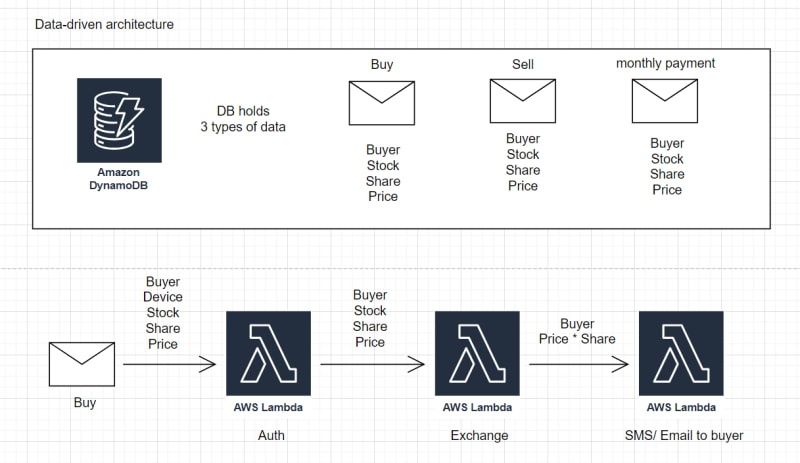 Data-driven architecture
Buy
Sell
monthly payment
DB holds
3 types of data
Amazon
DynamoDB
Buyer
Stock
Share
Price
Buyer
Stock
Share
Price
Buyer
Stock
Share
Price
Buyer
Device
Stock
Share
Price
Buyer
Stock
Share
Price
Buyer
Price * Share
Buy
AWS Lambda
AWS Lambda
AWS Lambda
Auth
Exchange
SMS/ Email to buyer